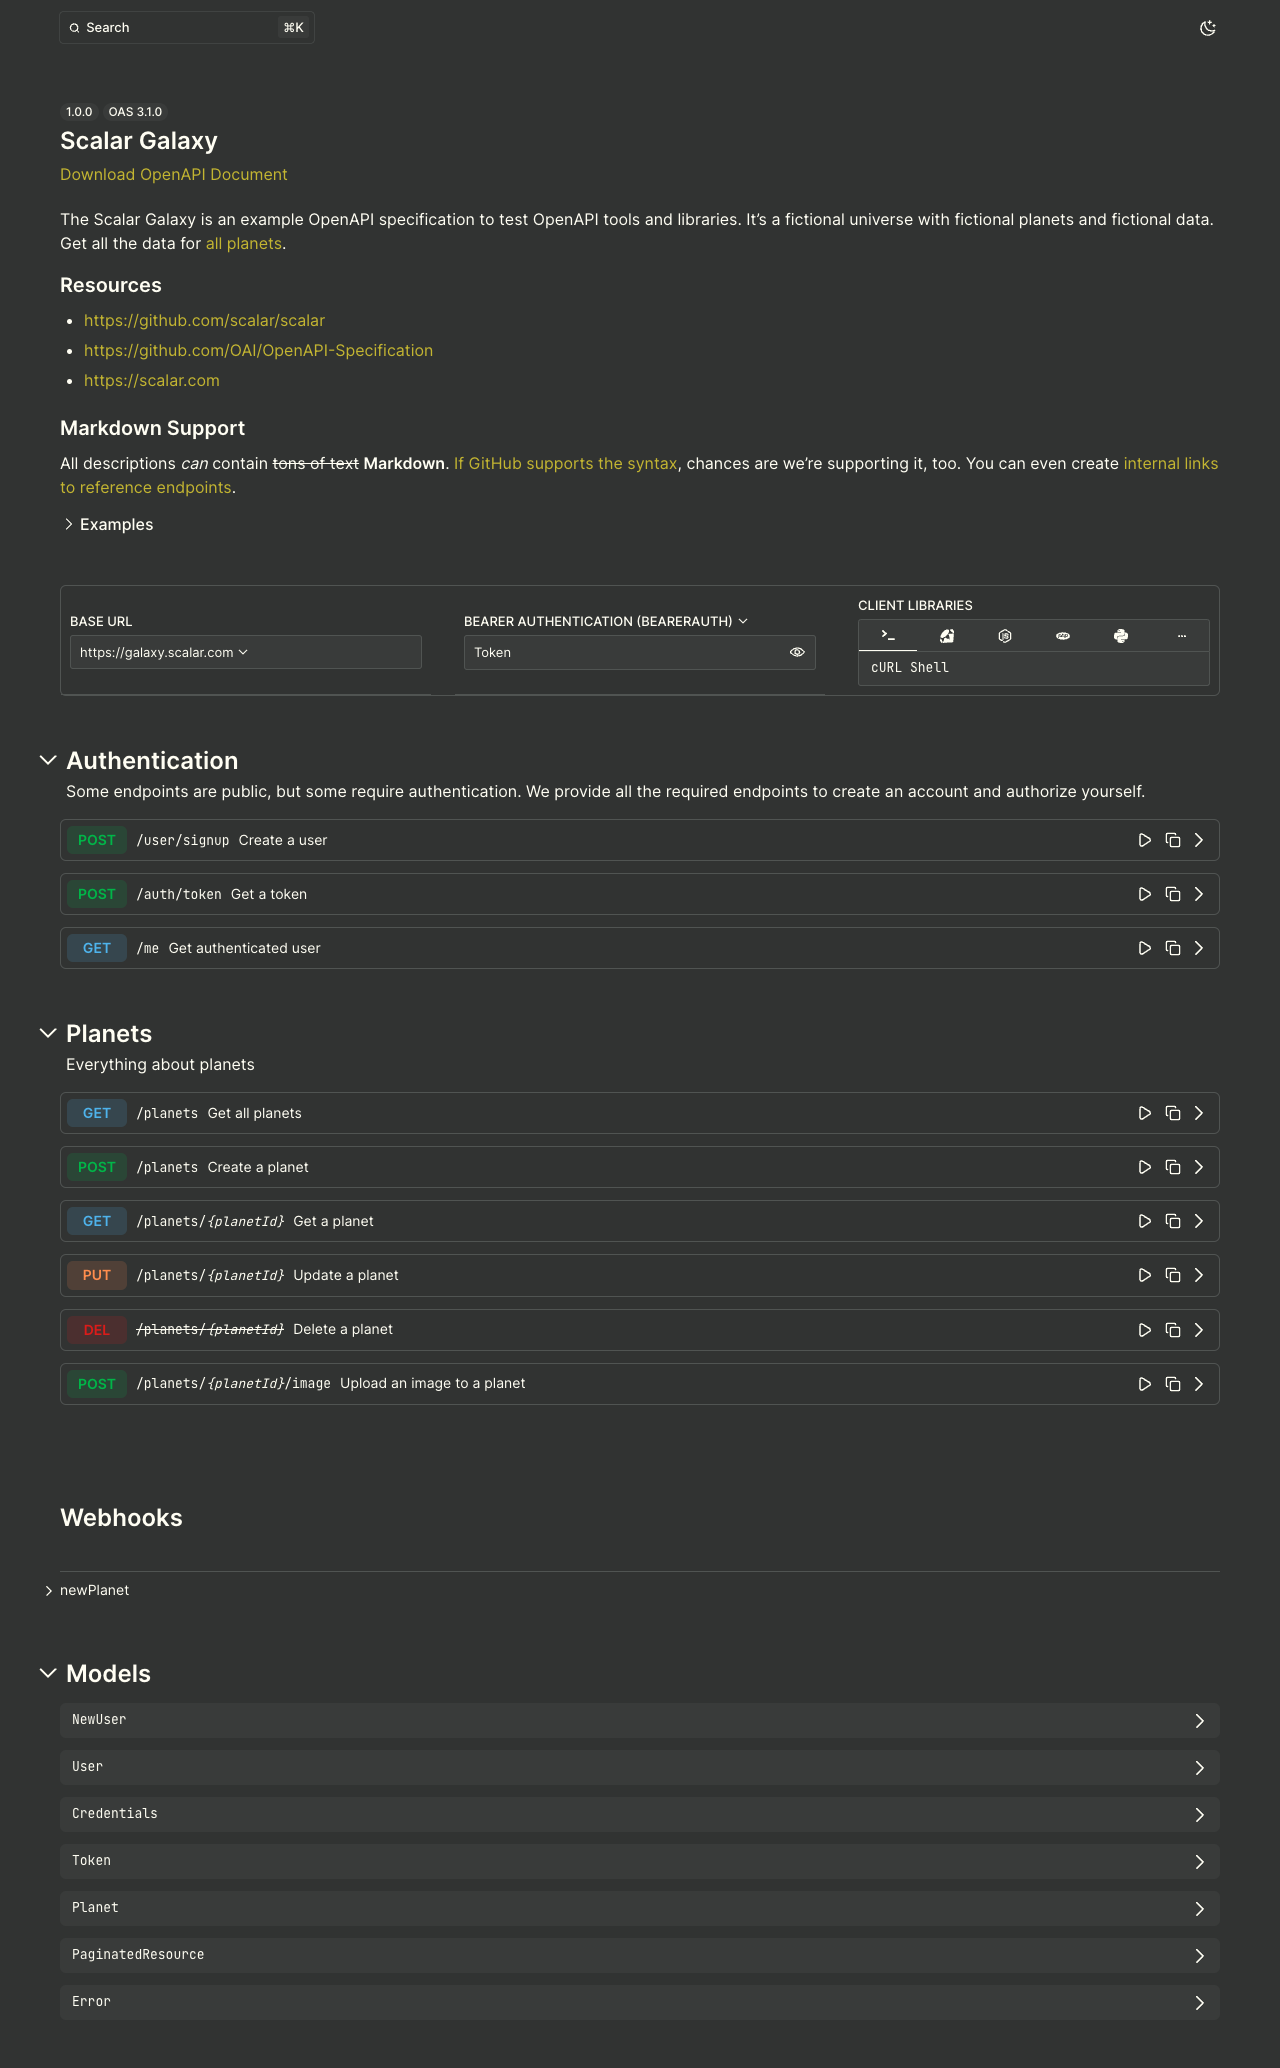 Search ⌘K
1.0.0 OAS 3.1.0
Scalar Galaxy
Download OpenAPI Document
The Scalar Galaxy is an example OpenAPI specification to test OpenAPI tools and libraries. It’s a fictional universe with fictional planets and fictional data.
Get all the data for all planets.
Resources
• https://github.com/scalar/scalar
• https://github.com/OAI/OpenAPI-Specification
• https://scalar.com
Markdown Support
All descriptions can contain tons of text Markdown. If GitHub supports the syntax, chances are we’re supporting it, too. You can even create internal links
to reference endpoints.
Examples
BASE URL
https://galaxy.scalar.com
BEARER AUTHENTICATION (BEARERAUTH)
Token
CLIENT LIBRARIES
cURL Shell
Authentication
Some endpoints are public, but some require authentication. We provide all the required endpoints to create an account and authorize yourself.
POST /user/signup Create a user
POST /auth/token Get a token
GET /me Get authenticated user
Planets
Everything about planets
GET /planets Get all planets
POST /planets Create a planet
GET /planets/{planetId} Get a planet
PUT /planets/{planetId} Update a planet
DEL /planets/{planetId} Delete a planet
POST /planets/{planetId}/image Upload an image to a planet
Webhooks
newPlanet
Models
NewUser
User
Credentials
Token
Planet
PaginatedResource
Error